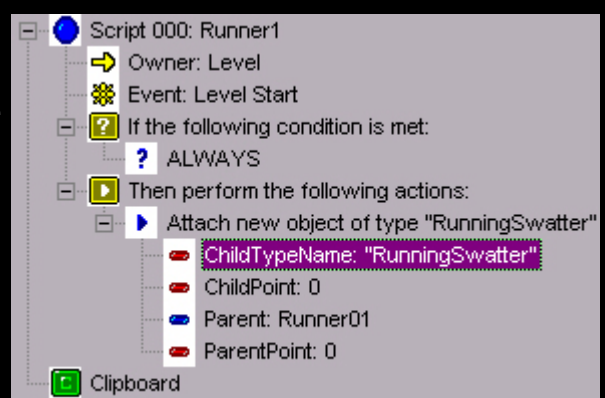 Script 000: Runner1
Owner: Level
Event: Level Start
? If the following condition is met:
? ALWAYS
Then perform the following actions:
Attach new object of type "RunningSwatter"
ChildTypeName: "RunningSwatter"
ChildPoint: 0
Parent: Runner01
ParentPoint: 0
C Clipboard